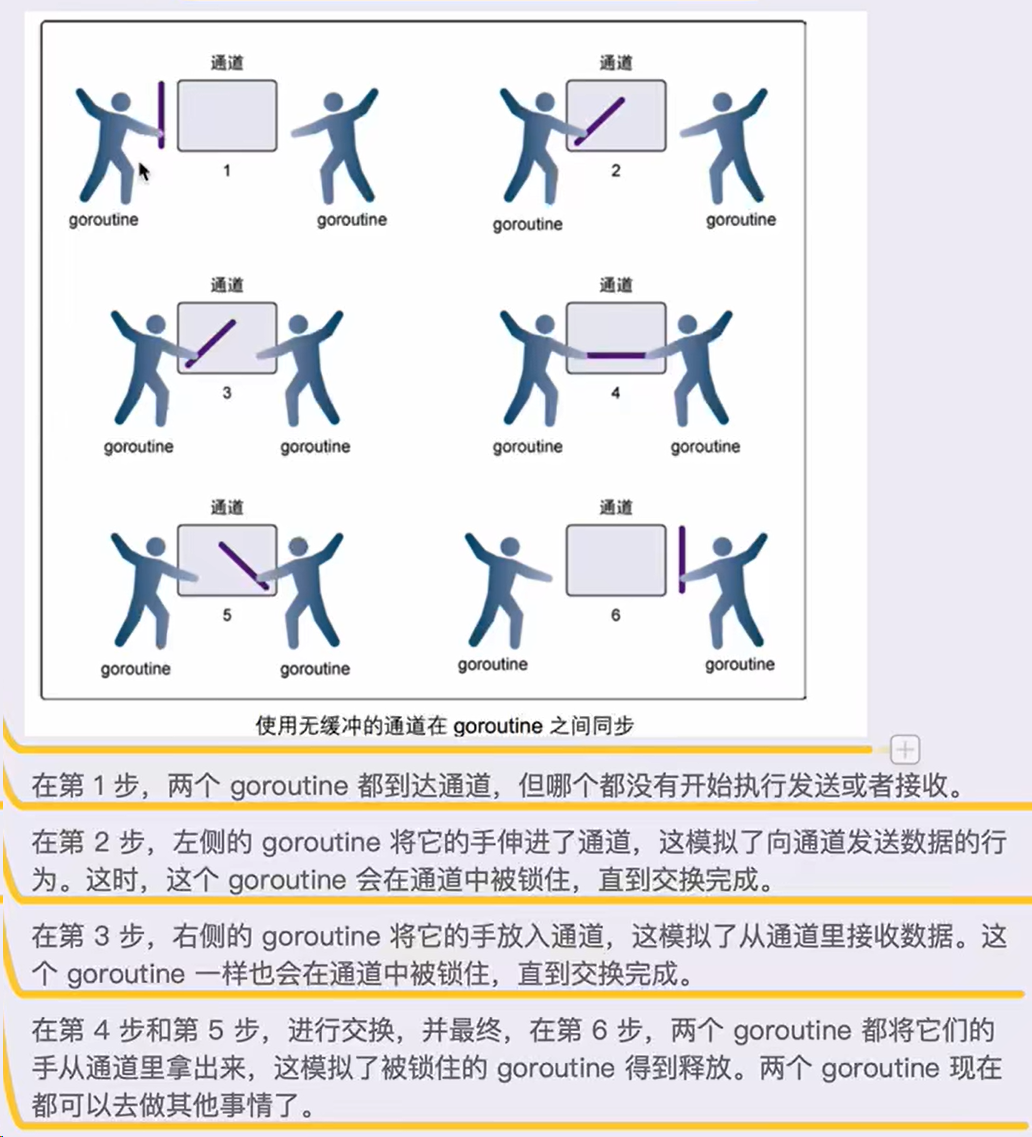 通道 通道
1 2
goroutine goroutine goroutine goroutine
通道 通道
3 4
goroutine goroutine goroutine goroutine
通道 通道
5 6
goroutine goroutine goroutine goroutine
使用无缓冲的通道在 goroutine 之间同步
在第 1 步，两个 goroutine 都到达通道，但哪个都没有开始执行发送或者接收。
在第 2 步，左侧的 goroutine 将它的手伸进了通道，这模拟了向通道发送数据的行
为。这时，这个 goroutine 会在通道中被锁住，直到交换完成。
在第 3 步，右侧的 goroutine 将它的手放入通道，这模拟了从通道里接收数据。这
个 goroutine 一样也会在通道中被锁住，直到交换完成。
在第 4 步和第 5 步，进行交换，并最终，在第 6 步，两个 goroutine 都将它们的
手从通道里拿出来，这模拟了被锁住的 goroutine 得到释放。两个 goroutine 现在
都可以去做其他事情了。